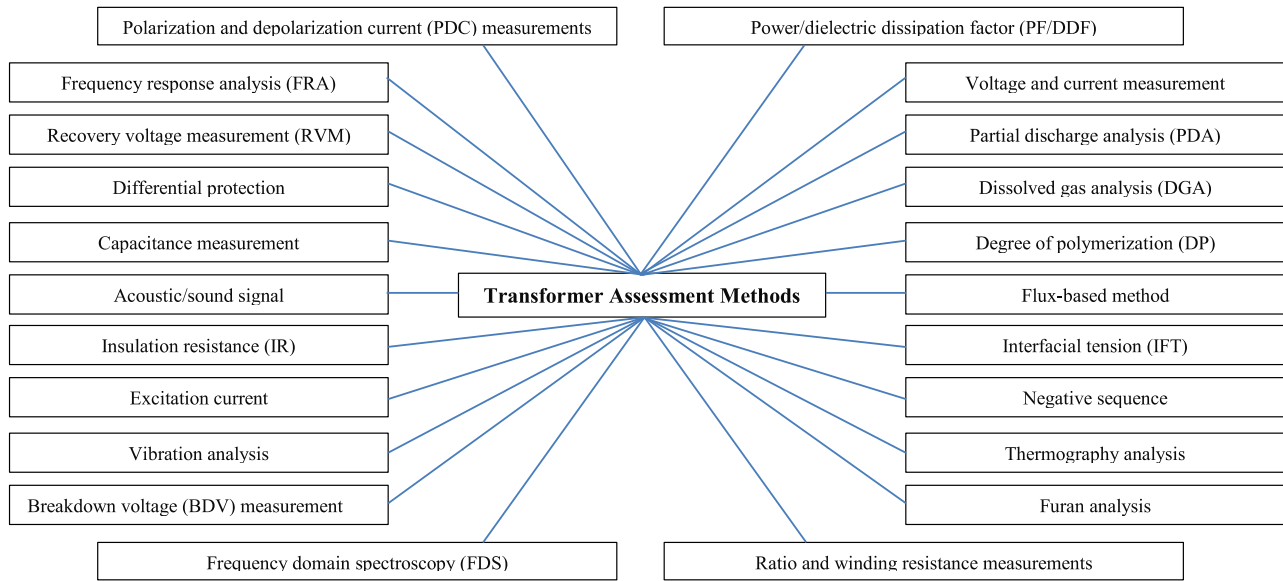 Polarization and depolarization current (PDC) measurements
Power/dielectric dissipation factor (PF/DDF)
Frequency response analysis (FRA)
Voltage and current measurement
Recovery voltage measurement (RVM)
Partial discharge analysis (PDA)
Differential protection
Dissolved gas analysis (DGA)
Capacitance measurement
Degree of polymerization (DP)
Acoustic/sound signal
Transformer Assessment Methods
Flux-based method
Insulation resistance (IR)
Interfacial tension (IFT)
Excitation current
Negative sequence
Vibration analysis
Thermography analysis
Breakdown voltage (BDV) measurement
Furan analysis
Frequency domain spectroscopy (FDS)
Ratio and winding resistance measurements